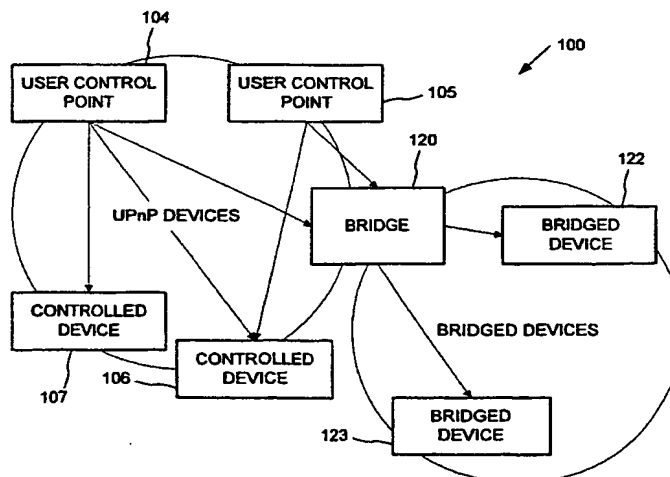 104
100
USER CONTROL
POINT
USER CONTROL
POINT
105
120
122
UPnP DEVICES
BRIDGE
BRIDGED
DEVICE
CONTROLLED
DEVICE
BRIDGED DEVICES
107
106
CONTROLLED
DEVICE
BRIDGED
DEVICE
123